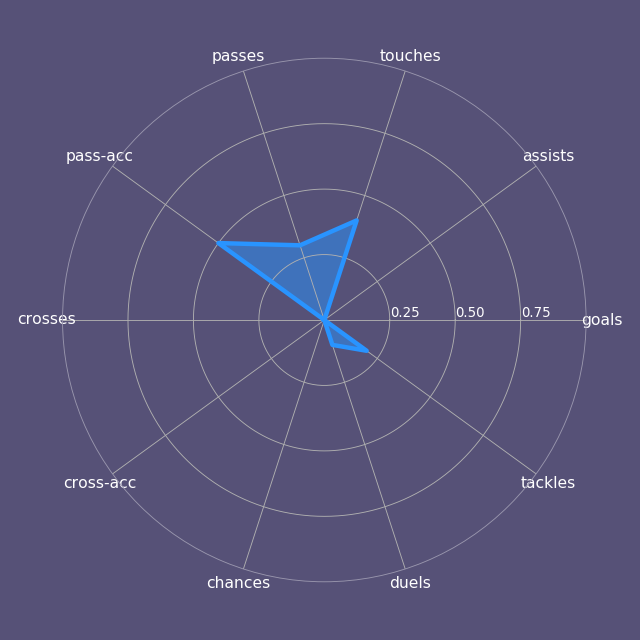 passes
touches
pass-acc
assists
crosses
0.25
0.50
0.75
goals
cross-acc
tackles
chances
duels